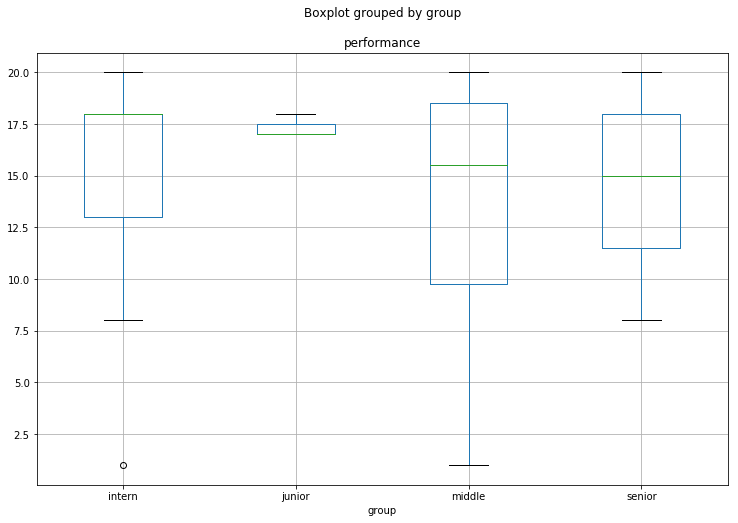 Boxplot grouped by group
performance
20.0
17.5
15.0
12.5
10.0
7.5
5.0
2.5
intern junior middle senior
group